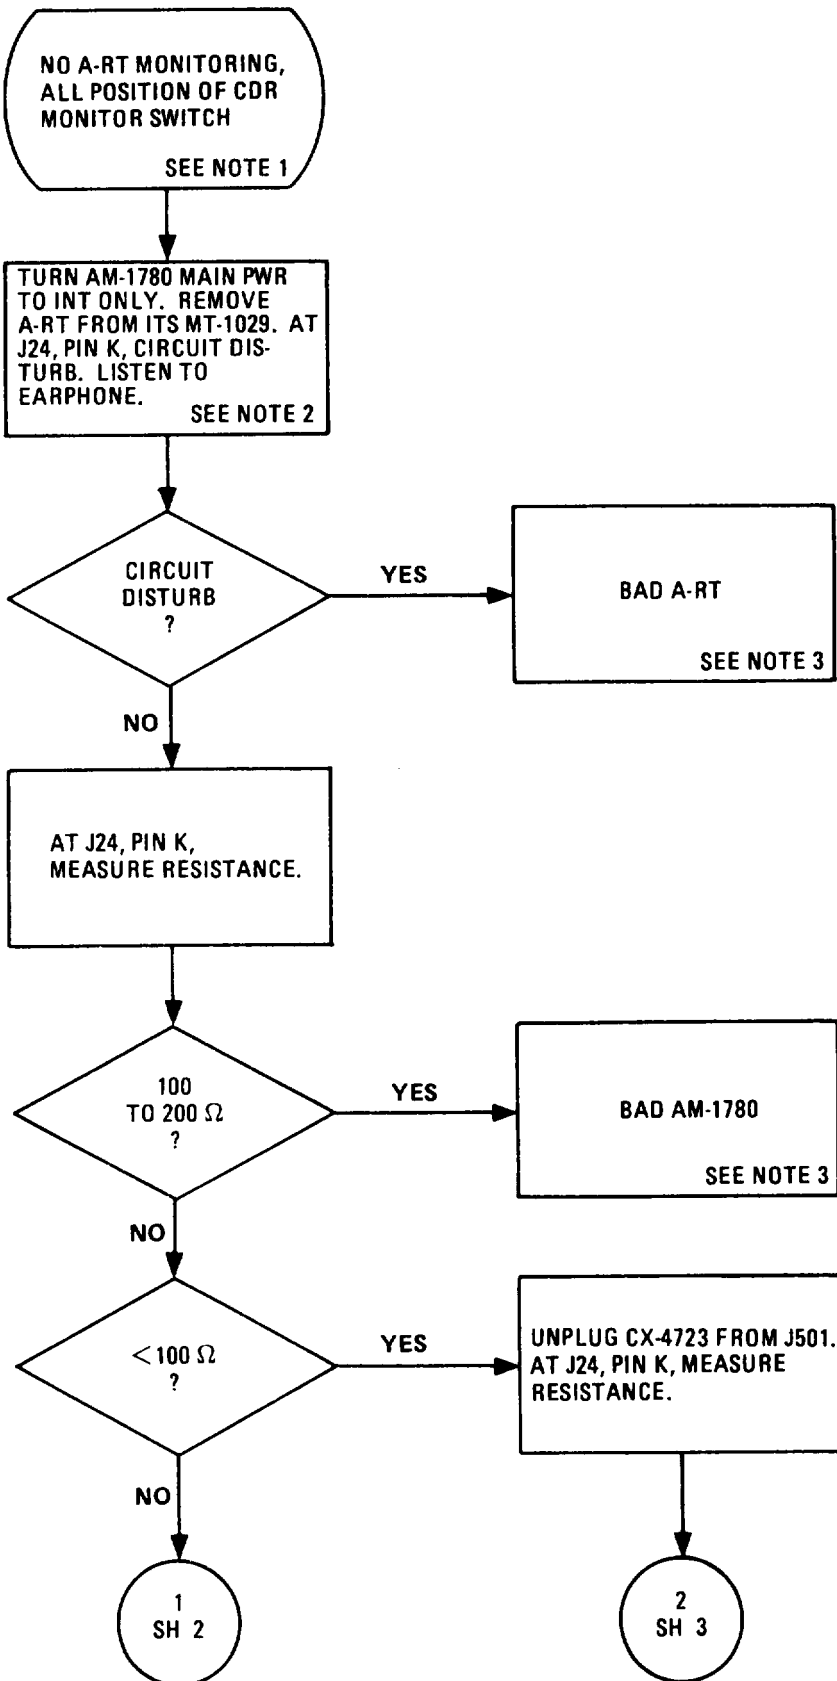 NO A-RT MONITORING,
ALL POSITION OF CDR
MONITOR SWITCH
SEE NOTE 1
TURN AM-1780 MAIN PWR
TO INT ONLY. REMOVE
A-RT FROM ITS MT-1029. AT
J24, PIN K, CIRCUIT DIS-
TURB. LISTEN TO
EARPHONE.
SEE NOTE 2
CIRCUIT
DISTURB
?
YES
BAD A-RT
SEE NOTE 3
NO
AT J24, PIN K,
MEASURE RESISTANCE.
100
TO 200 Ω
?
YES
BAD AM-1780
SEE NOTE 3
NO
<100 Ω
?
YES
UNPLUG CX-4723 FROM J501.
AT J24, PIN K, MEASURE
RESISTANCE.
NO
1
SH 2
2
SH 3